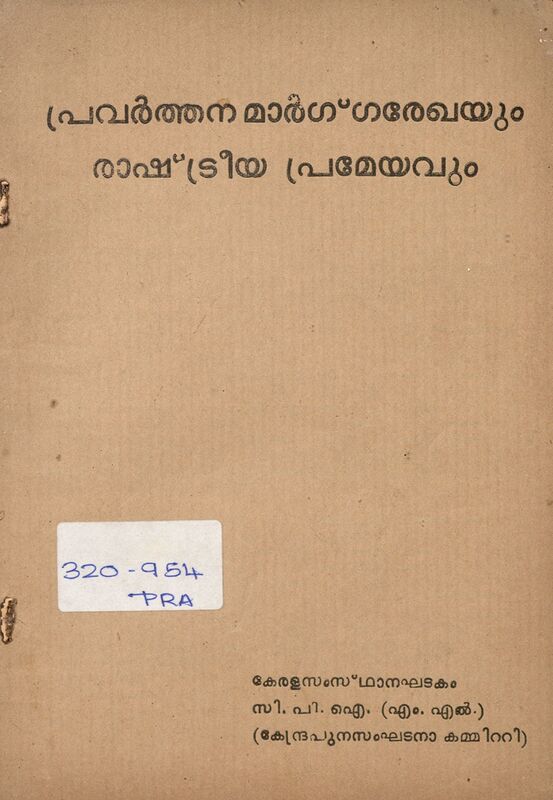 പ്രവർത്തന മാർഗ്ഗരേഖയും
രാഷ്ട്രീയ പ്രമേയവും
320-954
PRA
കേരളസംസ്ഥാനഘടകം
സി. പി. ഐ. (എം. എൽ.)
(കേന്ദ്രപുനസംഘടനാ കമ്മിററി)